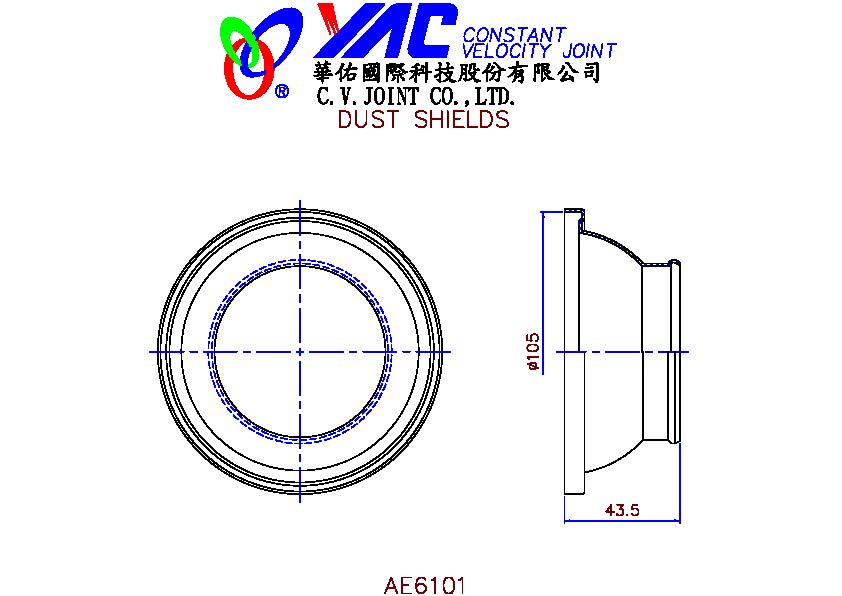 YAC CONSTANT
VELOCITY JOINT
®
華佑國際科技股份有限公司
C.V.JOINT CO.,LTD.
DUST SHIELDS
ø105
43.5
AE6101